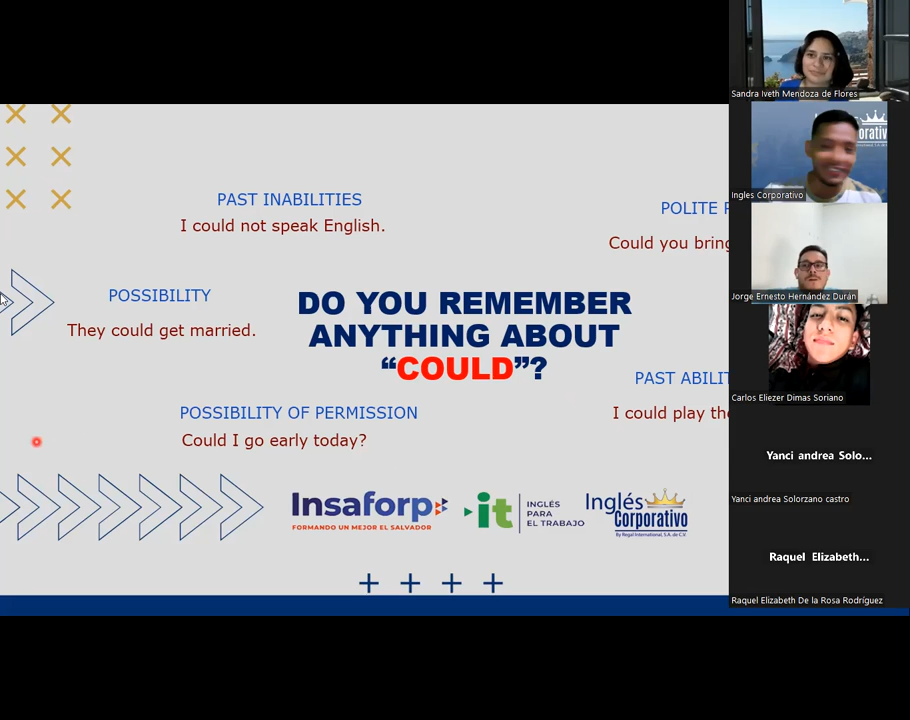 PAST INABILITIES
I could not speak English.
POLITE
Could you bring
POSSIBILITY
They could get married.
DO YOU REMEMBER
ANYTHING ABOUT
“COULD”?
PAST
I could play
POSSIBILITY OF PERMISSION
Could I go early today?
Insaforp
FORMANDO UN MEJOR EL SALVADOR
it
INGLÉS
PARA
EL TRABAJO
Inglés
Corporativo
By Regal International, S.A. de C.V.
Sandra Iveth Mendoza de Flores
Ingles Corporativo
Jorge Ernesto Hernández Durán
Carlos Eliezer Dimas Soriano
Yanci andrea Solo...
Yanci andrea Solorzano castro
Raquel Elizabeth...
Raquel Elizabeth De la Rosa Rodríguez